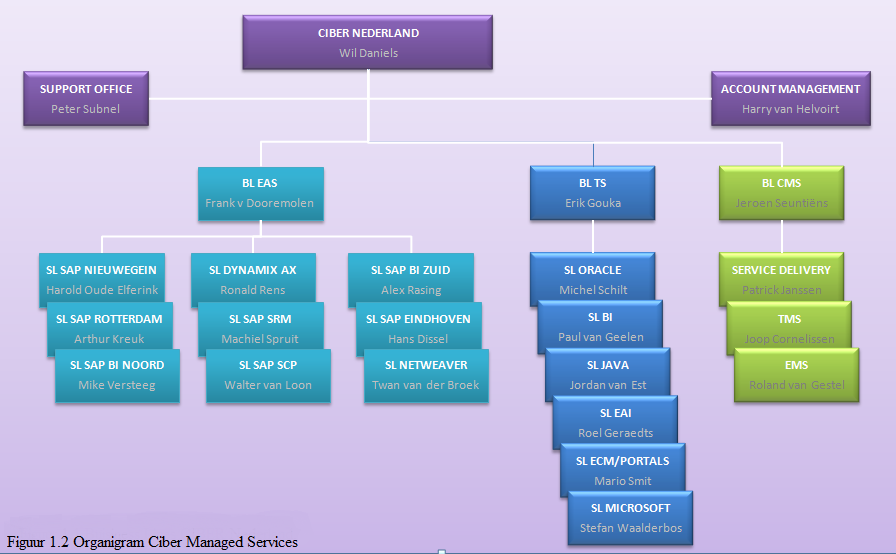 CIBER NEDERLAND
Wil Daniels
SUPPORT OFFICE
Peter Subnel
ACCOUNT MANAGEMENT
Harry van Helvoirt
BL EAS
Frank v Dooremolen
BL TS
Erik Gouka
BL CMS
Jeroen Seuntiëns
SL SAP NIEUWEGEIN
Harold Oude Elferink
SL SAP ROTTERDAM
Arthur Kreuk
SL SAP BI NOORD
Mike Versteeg
SL DYNAMIX AX
Ronald Rens
SL SAP SRM
Machiel Spruit
SL SAP SCP
Walter van Loon
SL SAP BI ZUID
Alex Rasing
SL SAP EINDHOVEN
Hans Dissel
SL NETWEAVER
Twan van der Broek
SL ORACLE
Michel Schilt
SL BI
Paul van Geelen
SL JAVA
Jordan van Est
SL EAI
Roel Geraedts
SL ECM/PORTALS
Mario Smit
SL MICROSOFT
Stefan Waalderbos
SERVICE DELIVERY
Patrick Janssen
TMS
Joop Cornelissen
EMS
Roland van Gestel
Figuur 1.2 Organigram Ciber Managed Services